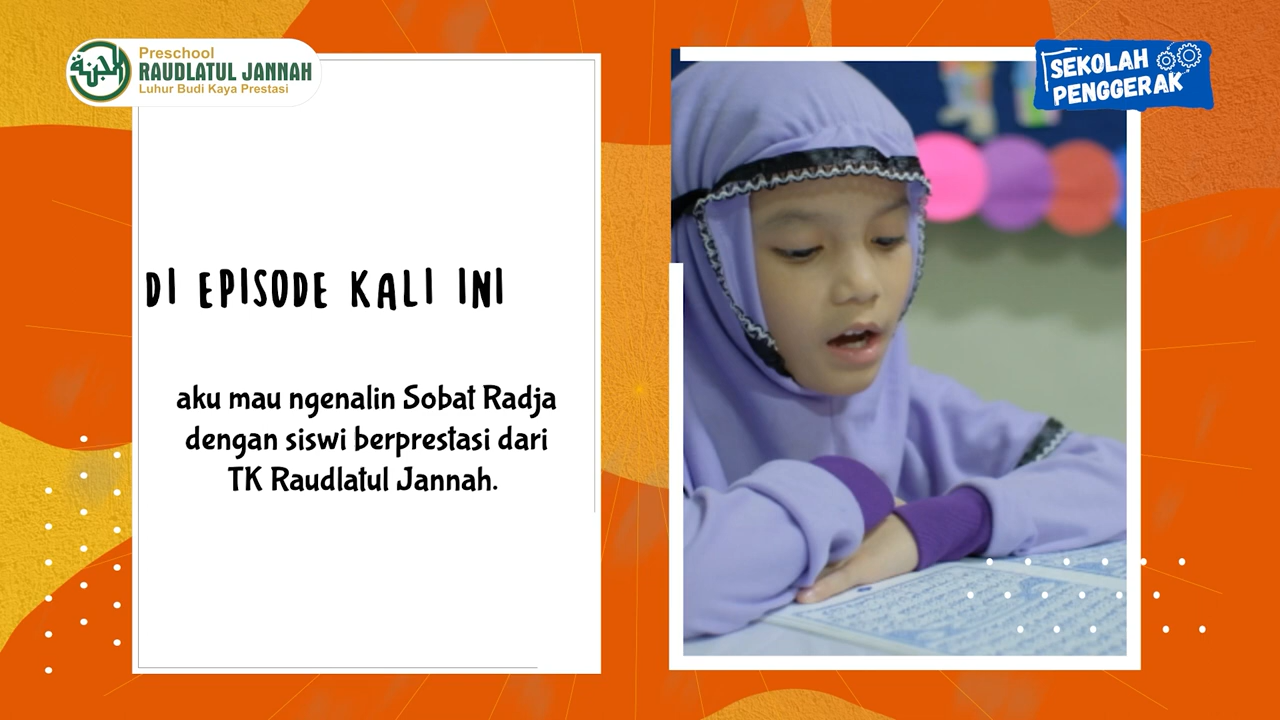 Preschool
RAUDLATUL JANNAH
Luhur Budi Kaya Prestasi
SEKOLAH
PENGGERAK
DI EPISODE KALI INI
aku mau ngenalin Sobat Radja
dengan siswi berprestasi dari
TK Raudlatul Jannah.